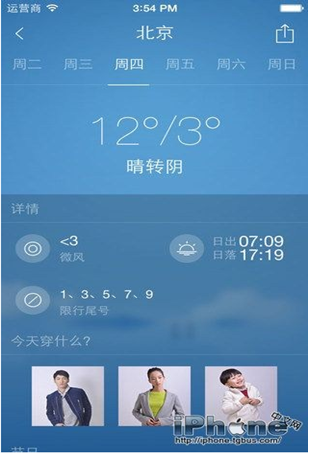 运营商 3:54 PM
北京
周二 周三 周四 周五 周六 周日
12°/3°
晴转阴
详情
<3
微风
日出 07:09
日落 17:19
1、3、5、7、9
限行尾号
今天穿什么?
iPhone 中文网
http://iphone.tgbus.com